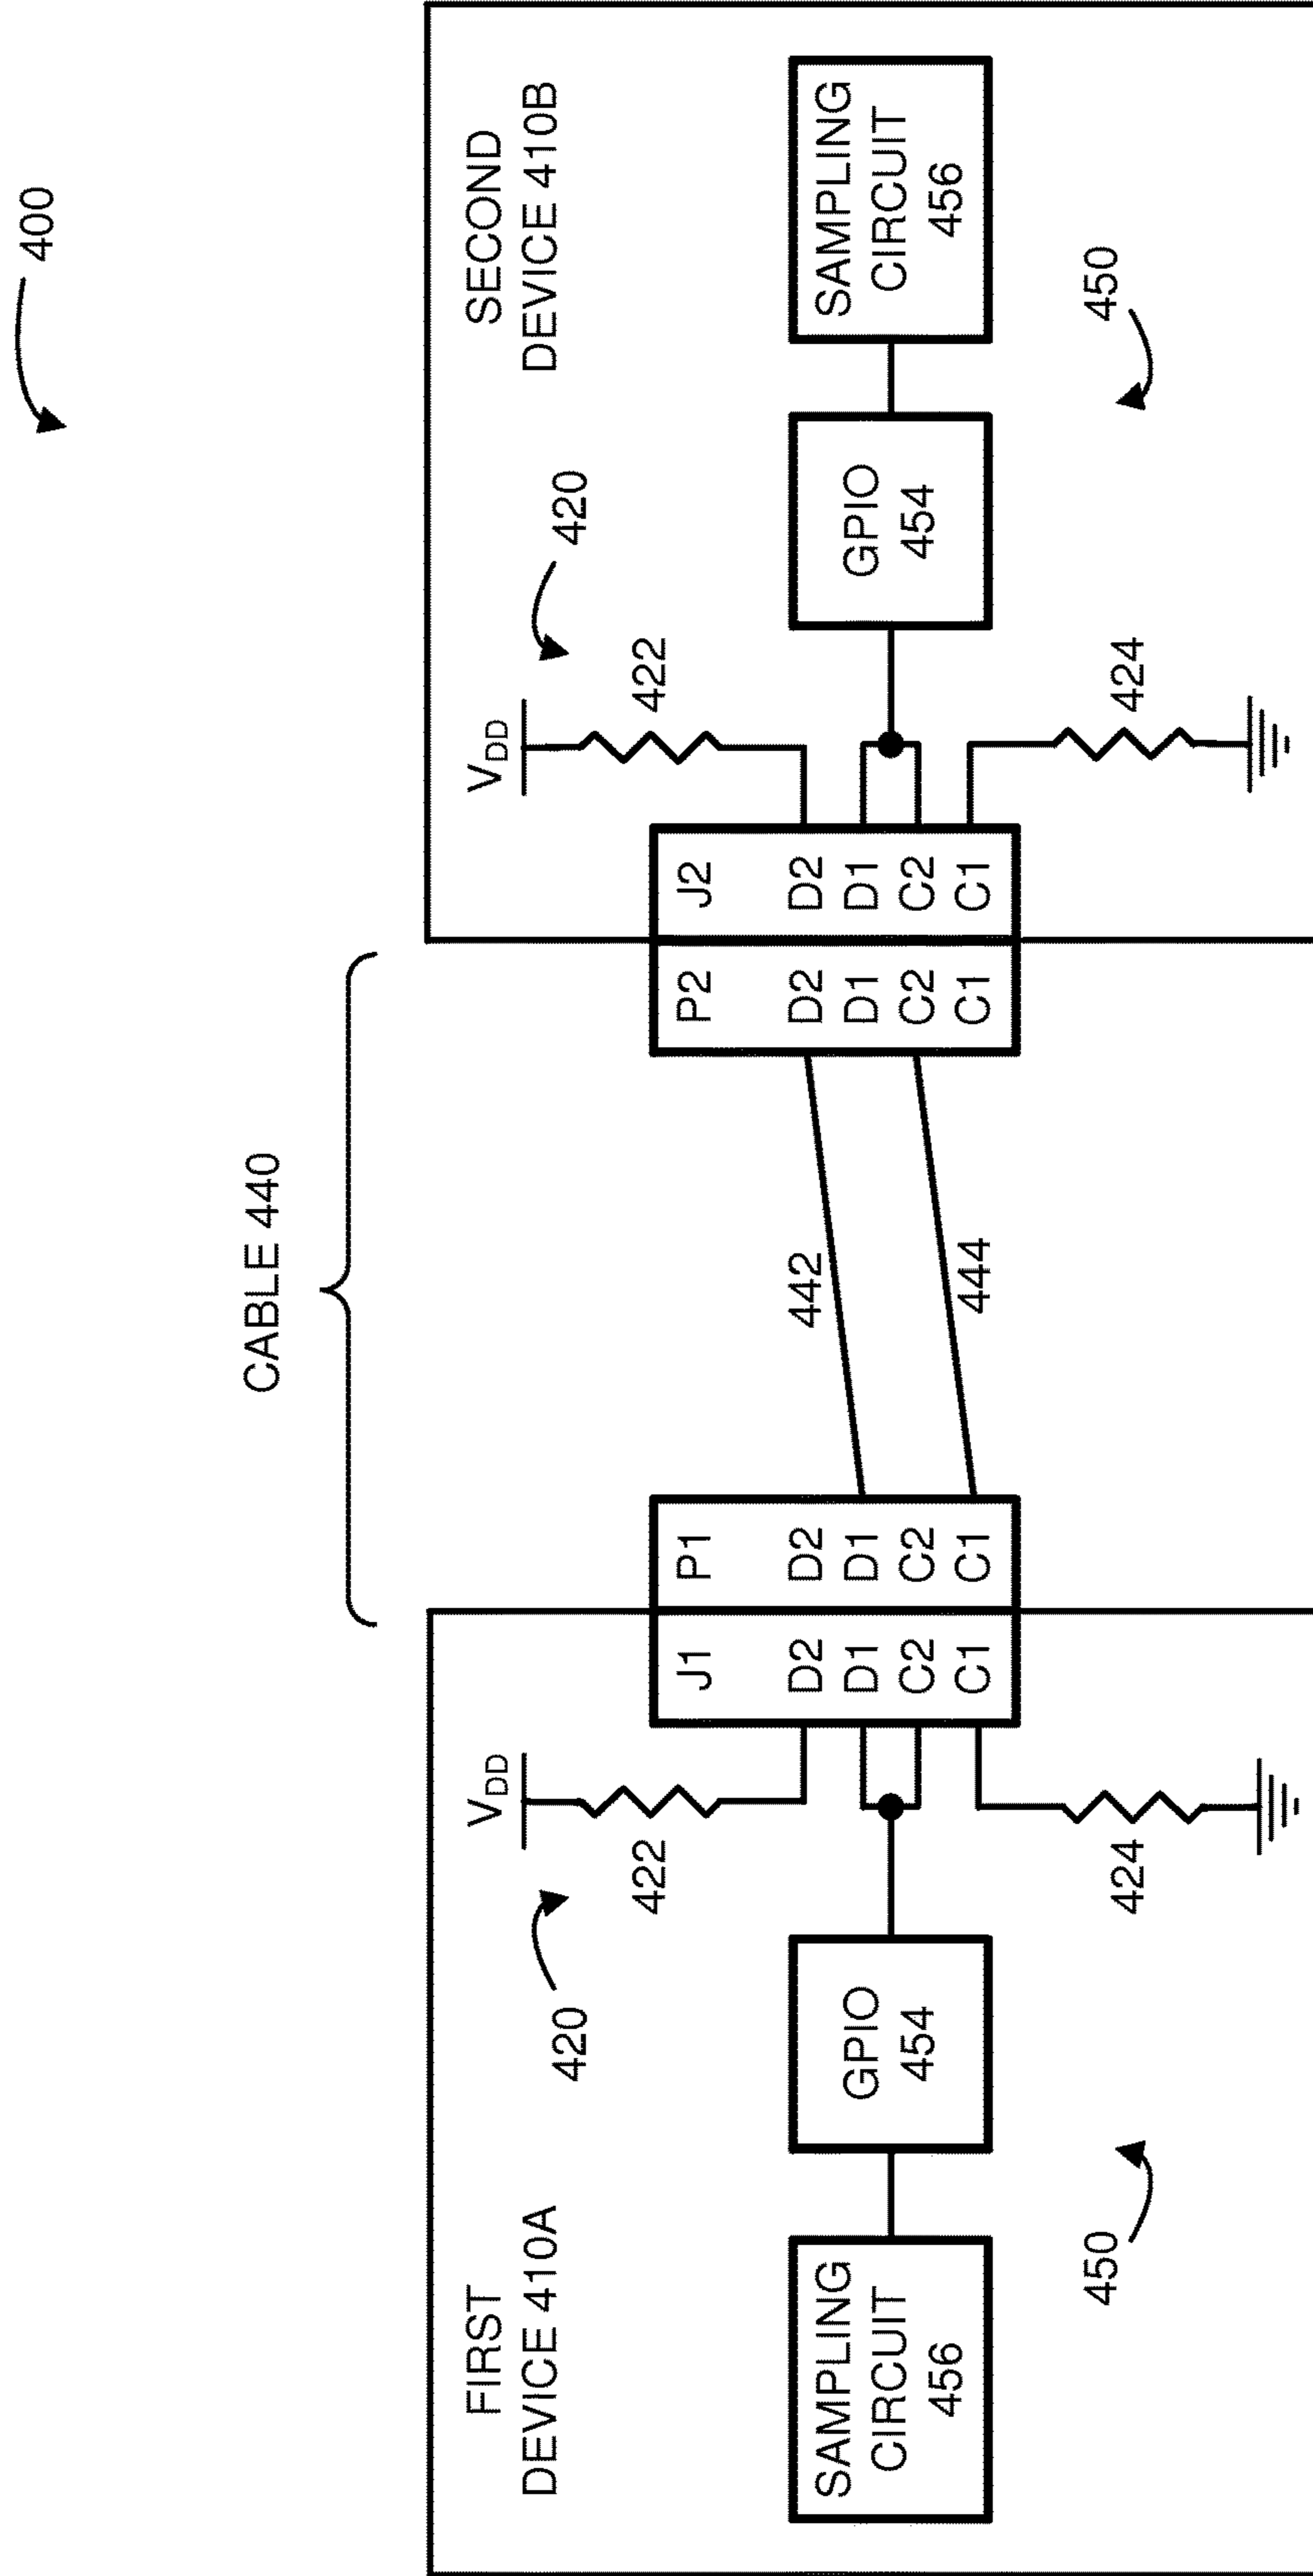 400
CABLE 440
FIRST
DEVICE 410A
SECOND
DEVICE 410B
420
VDD
VDD
420
422
422
J1
P1
P2
J2
D2
D2
D2
D2
D1
D1
D1
D1
C2
C2
C2
C2
C1
C1
C1
C1
442
444
SAMPLING
CIRCUIT
456
GPIO
454
GPIO
454
SAMPLING
CIRCUIT
456
450
424
424
450